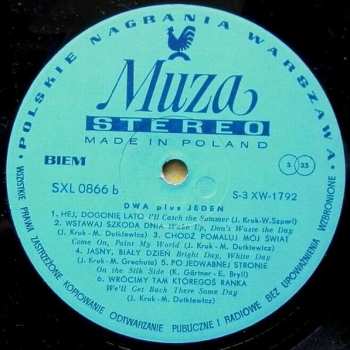 POLSKIE NAGRANIA WARSZAWA
Muza
STEREO
MADE IN POLAND
BIEM
S 33
SXL 0866 b
S-3 XW-1792
DWA plus JEDEN
1. HEJ, DOGONIĘ LATO I'll Catch the Summer (J. Kruk-W.Szperl)
2. WSTAWAJ SZKODA DNIA Wake Up, Don't Waste the Day
(J. Kruk - M. Dutkiewicz) 3. CHODŹ POMALUJ MÓJ ŚWIAT
Come On, Paint My World (J. Kruk - M. Dutkiewicz)
4. JASNY, BIAŁY DZIEŃ Bright Day, White Day
(J. Kruk - M. Grechuta) 5. PO JEDWABNEJ STRONIE
On the Silk Side (K. Gärtner - E. Bryll)
6. WRÓCIMY TAM KTÓREGOŚ RANKA
We'll Get Back There Some Day
(J. Kruk - M. Dutkiewicz)
WSZYSTKIE PRAWA ZASTRZEŻONE KOPIOWANIE ODTWARZANIE PUBLICZNE I RADIOWE BEZ UPOWAŻNIENIA WZBRONIONE